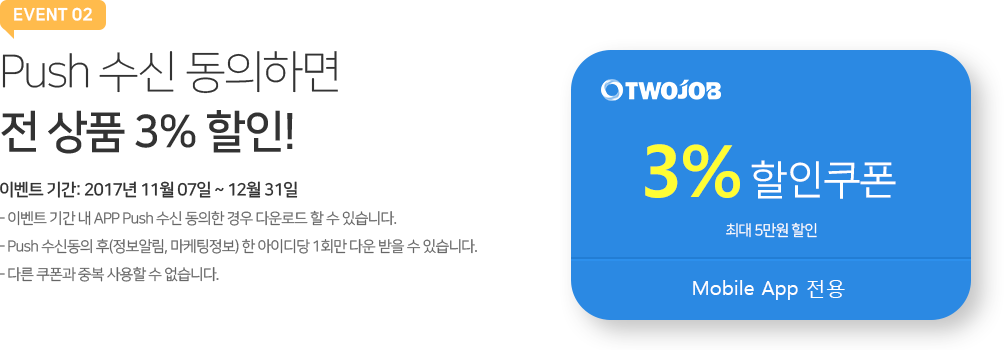 EVENT 02
Push 수신 동의하면
전 상품 3% 할인!
이벤트 기간: 2017년 11월 07일 ~ 12월 31일
- 이벤트 기간 내 APP Push 수신 동의한 경우 다운로드 할 수 있습니다.
- Push 수신동의 후(정보알림, 마케팅정보) 한 아이디당 1회만 다운 받을 수 있습니다.
- 다른 쿠폰과 중복 사용할 수 없습니다.
OTWOJOB
3% 할인쿠폰
최대 5만원 할인
Mobile App 전용